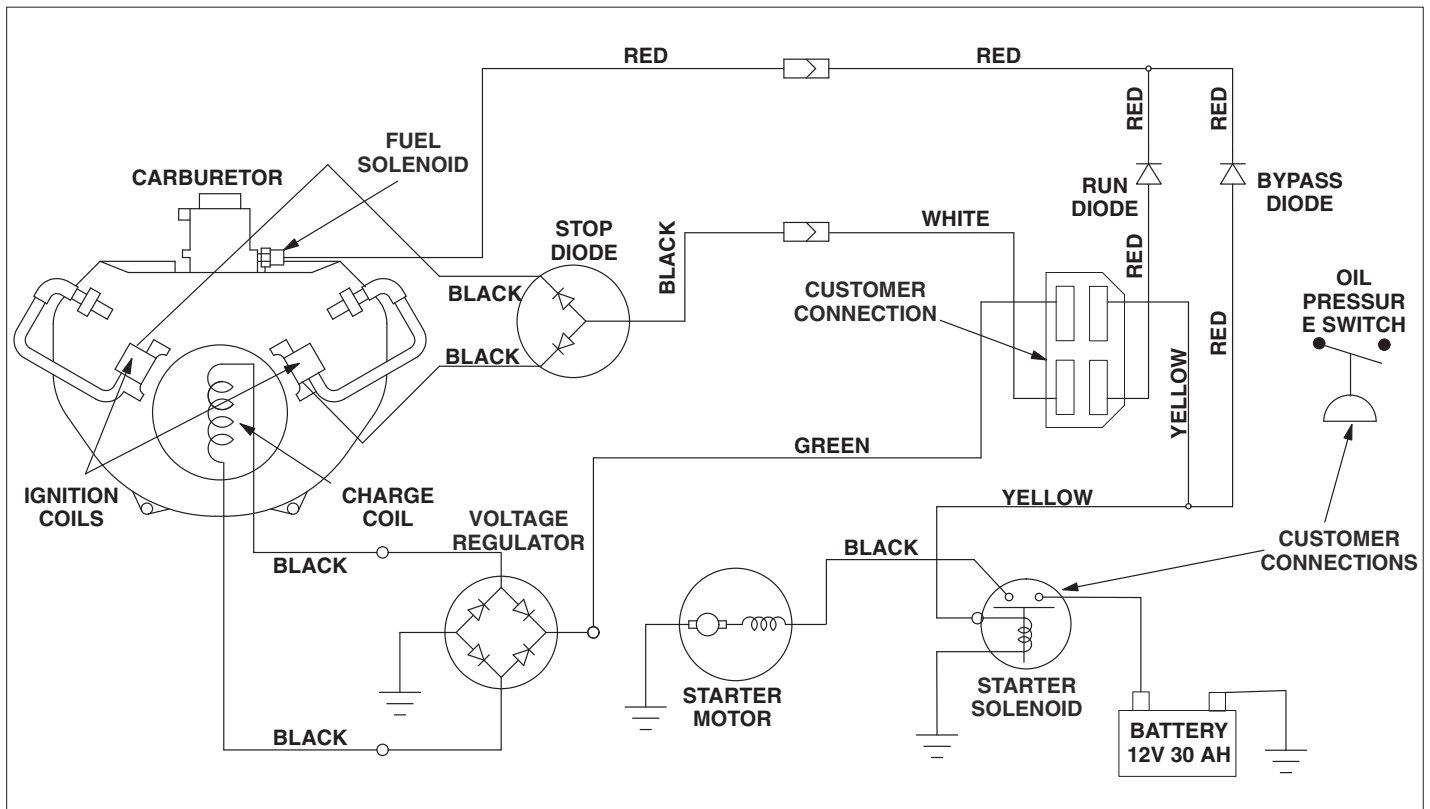 RED
RED
RED
RED
FUEL
SOLENOID
CARBURETOR
RUN
DIODE
BYPASS
DIODE
STOP
DIODE
BLACK
WHITE
RED
BLACK
CUSTOMER
CONNECTION
OIL
PRESSUR
E SWITCH
RED
BLACK
YELLOW
GREEN
IGNITION
COILS
CHARGE
COIL
YELLOW
VOLTAGE
REGULATOR
BLACK
BLACK
CUSTOMER
CONNECTIONS
STARTER
MOTOR
STARTER
SOLENOID
BLACK
BATTERY
12V 30 AH